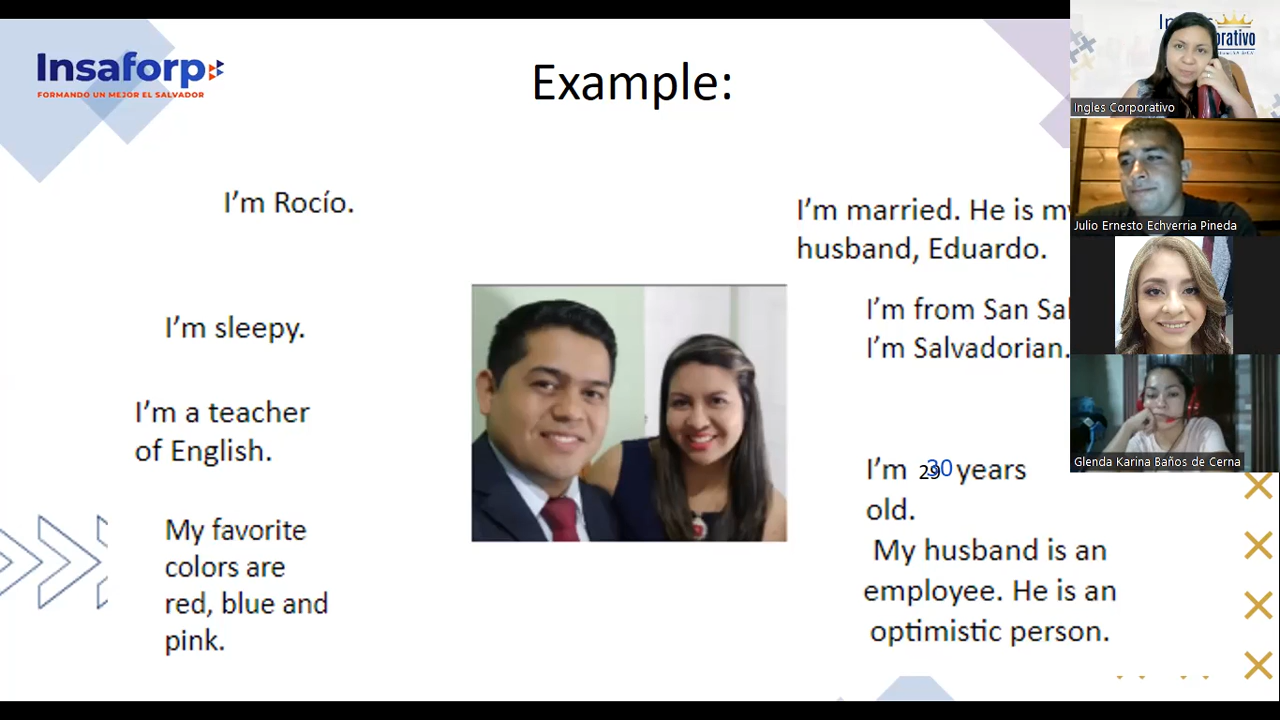 Insaforp
FORMANDO UN MEJOR EL SALVADOR
Example:
I'm Rocío.
I'm sleepy.
I'm a teacher
of English.
My favorite
colors are
red, blue and
pink.
I'm married. He is my
husband, Eduardo.
I'm from San Sal
I'm Salvadorian.
I'm 29 30 years
old.
My husband is an
employee. He is an
optimistic person.
Ingles Corporativo
Julio Ernesto Echverria Pineda
Glenda Karina Baños de Cerna